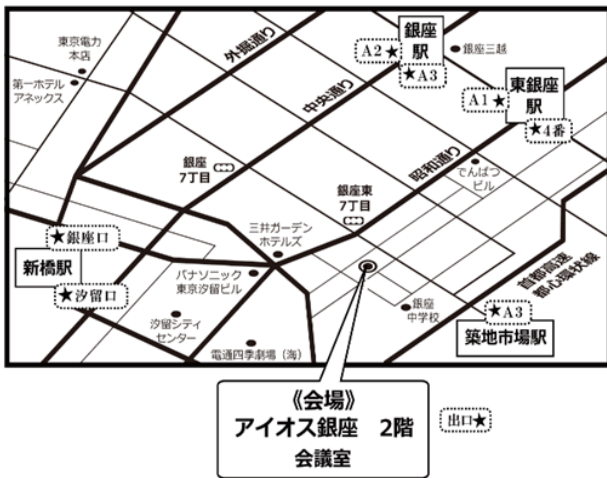 東京電力
本店
第一ホテル
アネックス
外堀通り
中央通り
昭和通り
銀座
駅
A2★
★A3
銀座三越
東銀座
駅
A1★
★4番
でんぱつ
ビル
銀座
7丁目
銀座東
7丁目
三井ガーデン
ホテルズ
★銀座口
新橋駅
★汐留口
パナソニック
東京汐留ビル
汐留シティ
センター
電通四季劇場（海）
銀座
中学校
首都高速
都心環状線
★A3
築地市場駅
《会場》
アイオス銀座　2階
会議室
出口★